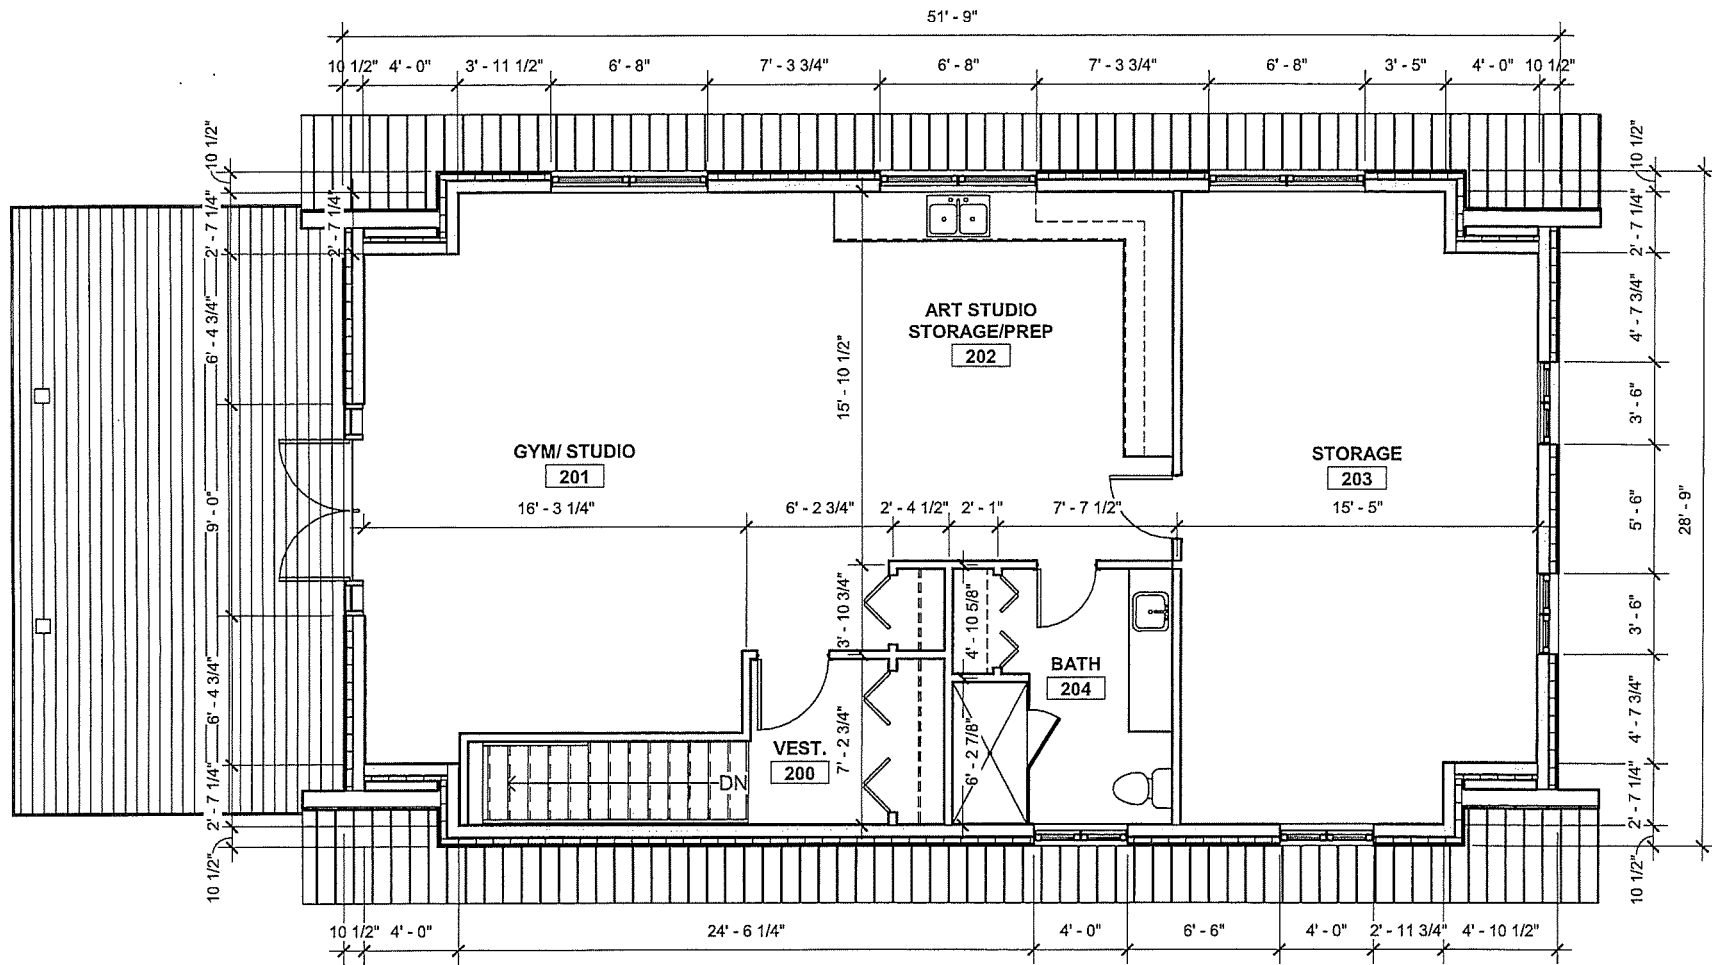 51' - 9"
10 1/2" 4' - 0" 3' - 11 1/2" 6' - 8" 7' - 3 3/4" 6' - 8" 7' - 3 3/4" 6' - 8" 3' - 5" 4' - 0" 10 1/2"
10 1/2"
2' - 7 1/4"
6' - 4 3/4"
9' - 0"
6' - 4 3/4"
2' - 7 1/4"
10 1/2"
2' - 7 1/4"
GYM/ STUDIO
201
ART STUDIO
STORAGE/PREP
202
15' - 10 1/2"
STORAGE
203
16' - 3 1/4" 6' - 2 3/4" 2' - 4 1/2" 2' - 1" 7' - 7 1/2" 15' - 5"
3' - 10 3/4"
4' - 10 5/8"
BATH
204
7' - 2 3/4"
6' - 2 7/8"
VEST.
200
DN
10 1/2"
2' - 7 1/4"
4' - 7 3/4"
3' - 6"
5' - 6"
3' - 6"
4' - 7 3/4"
2' - 7 1/4"
10 1/2"
28' - 9"
10 1/2" 4' - 0" 24' - 6 1/4" 4' - 0" 6' - 6" 4' - 0" 2' - 11 3/4" 4' - 10 1/2"